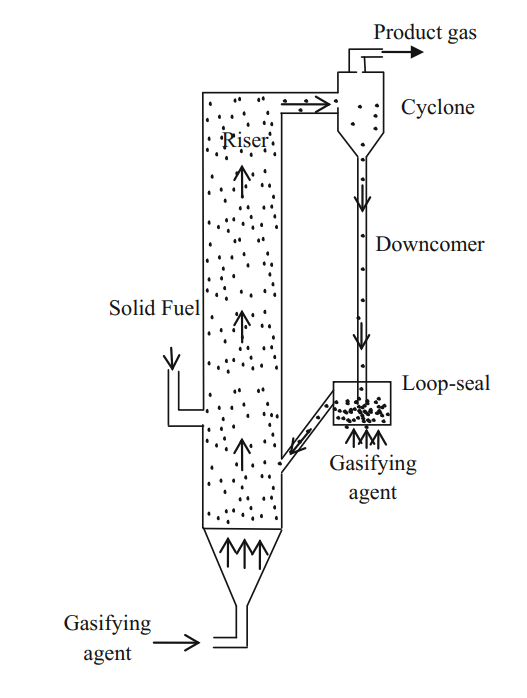 Product gas
Cyclone
Riser
Downcomer
Solid Fuel
Loop-seal
Gasifying
agent
Gasifying
agent